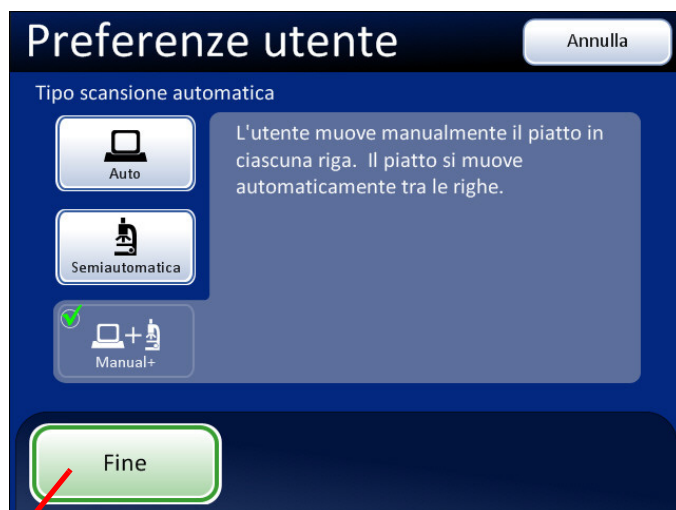 Preferenze utente
Annulla
Tipo scansione automatica
Auto
L'utente muove manualmente il piatto in
ciascuna riga. Il piatto si muove
automaticamente tra le righe.
Semiautomatica
Manual+
Fine